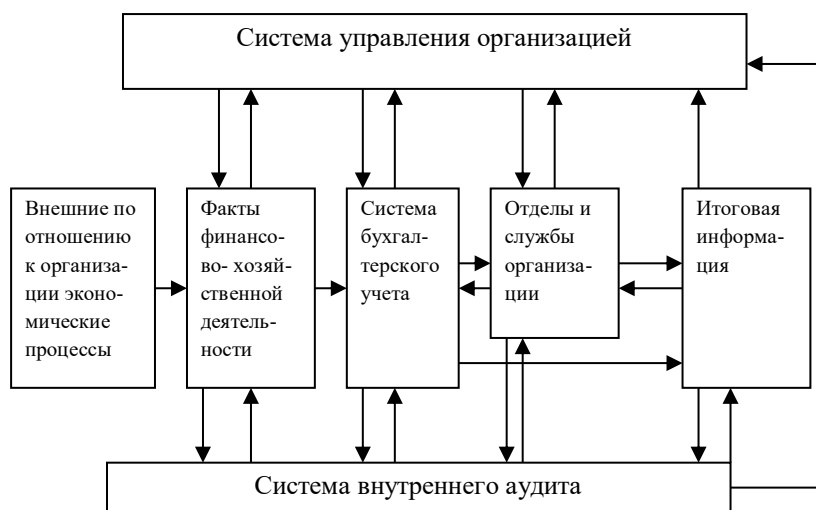 Система управления организацией
Внешние по
отношению
к организа-
ции эконо-
мические
процессы
Факты
финансо-
во- хозяй-
ственной
деятель-
ности
Система
бухгал-
терского
учета
Отделы и
службы
организа-
ции
Итоговая
информа-
ция
Система внутреннего аудита